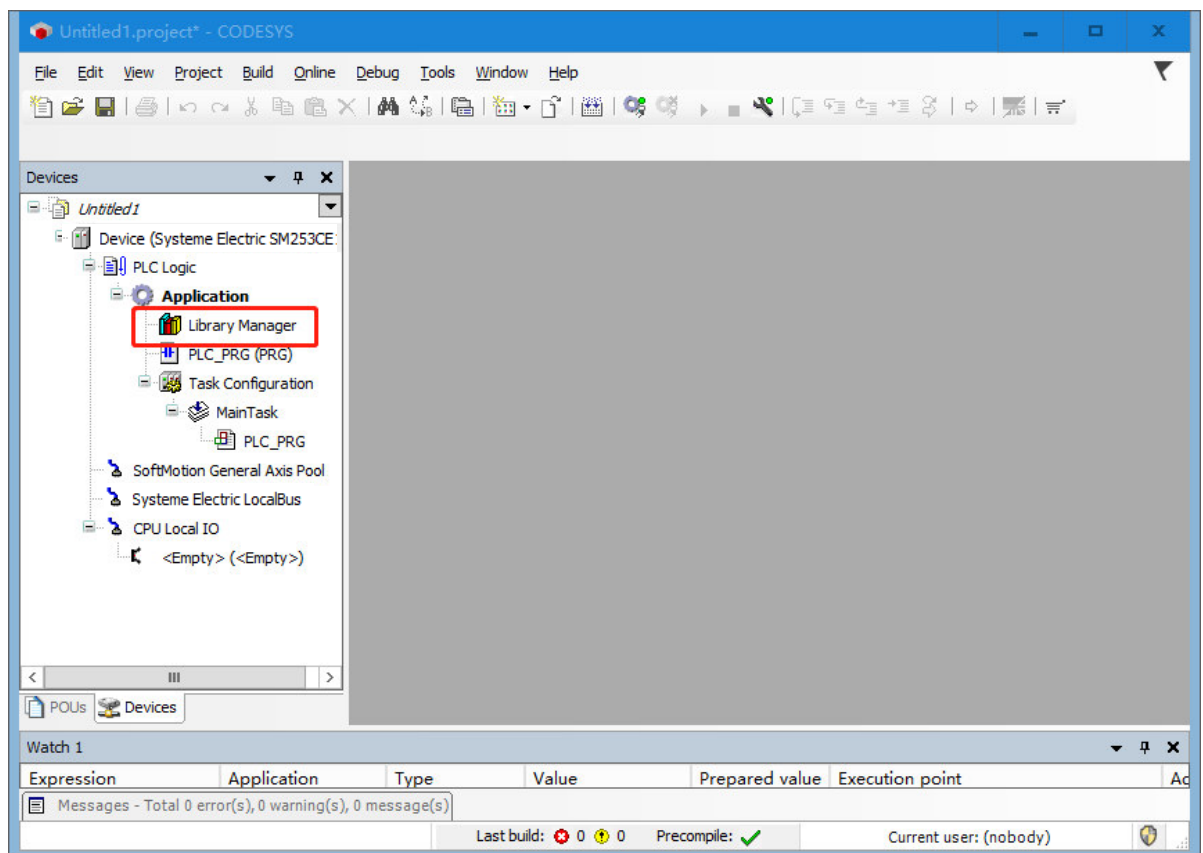 Untitled1.project* - CODESYS
File Edit View Project Build Online Debug Tools Window Help
Devices
Untitled1
Device (Systeme Electric SM253CE
PLC Logic
Application
Library Manager
PLC_PRG (PRG)
Task Configuration
MainTask
PLC_PRG
SoftMotion General Axis Pool
Systeme Electric LocalBus
CPU Local IO
<Empty> (<Empty>)
POUs Devices
Watch 1
Expression Application Type Value Prepared value Execution point Ad
Messages - Total 0 error(s), 0 warning(s), 0 message(s)
Last build: 0 0 Precompile: Current user: (nobody)